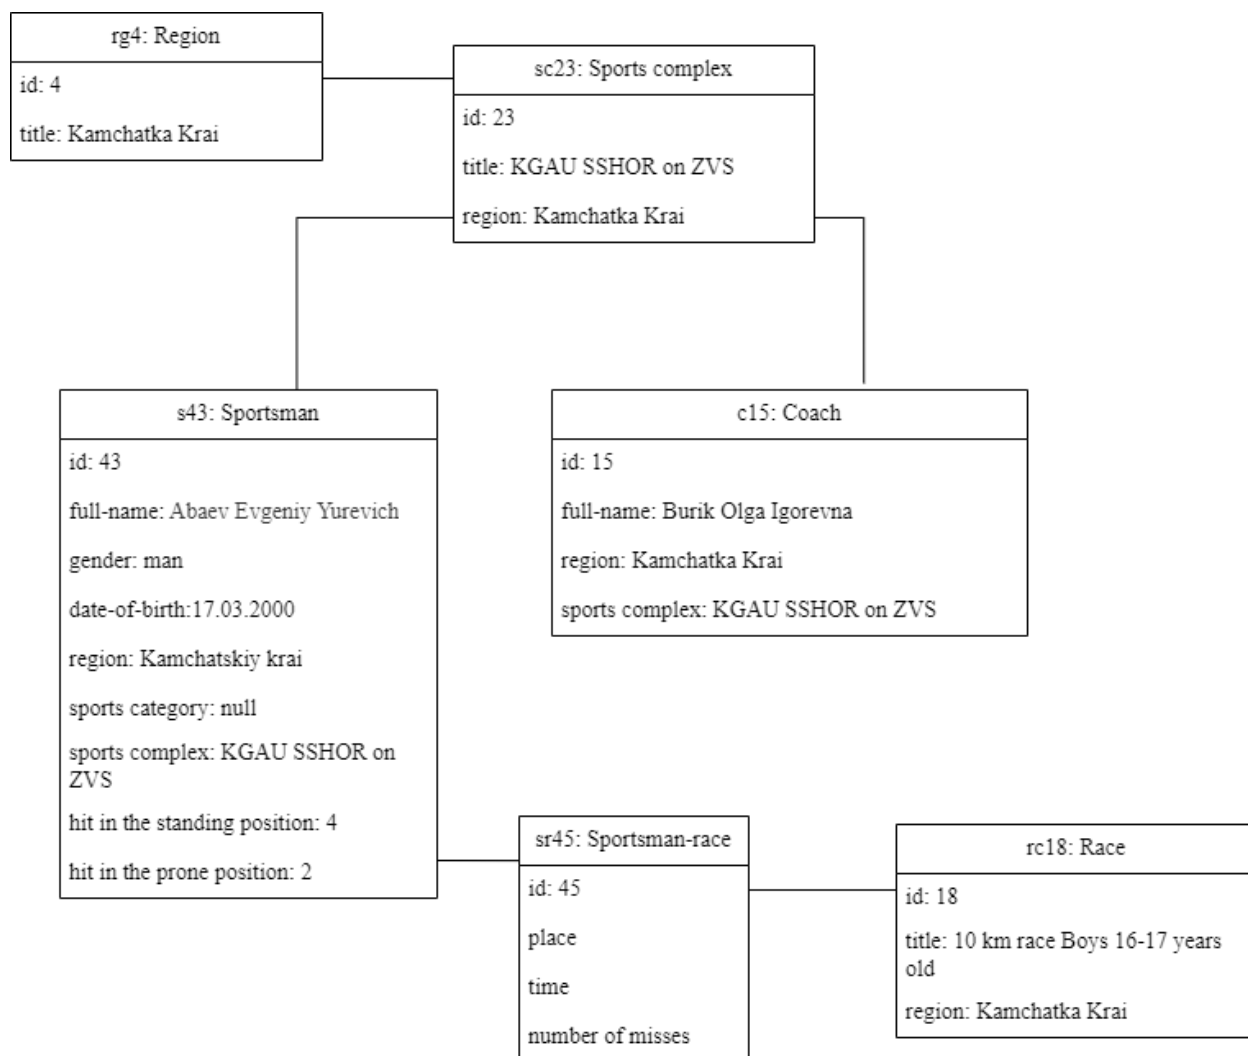 rg4: Region
id: 4
title: Kamchatka Krai
sc23: Sports complex
id: 23
title: KGAU SSHOR on ZVS
region: Kamchatka Krai
s43: Sportsman
id: 43
full-name: Abaev Evgeniy Yurevich
gender: man
date-of-birth:17.03.2000
region: Kamchatskiy krai
sports category: null
sports complex: KGAU SSHOR on
ZVS
hit in the standing position: 4
hit in the prone position: 2
c15: Coach
id: 15
full-name: Burik Olga Igorevna
region: Kamchatka Krai
sports complex: KGAU SSHOR on ZVS
sr45: Sportsman-race
id: 45
place
time
number of misses
rc18: Race
id: 18
title: 10 km race Boys 16-17 years
old
region: Kamchatka Krai